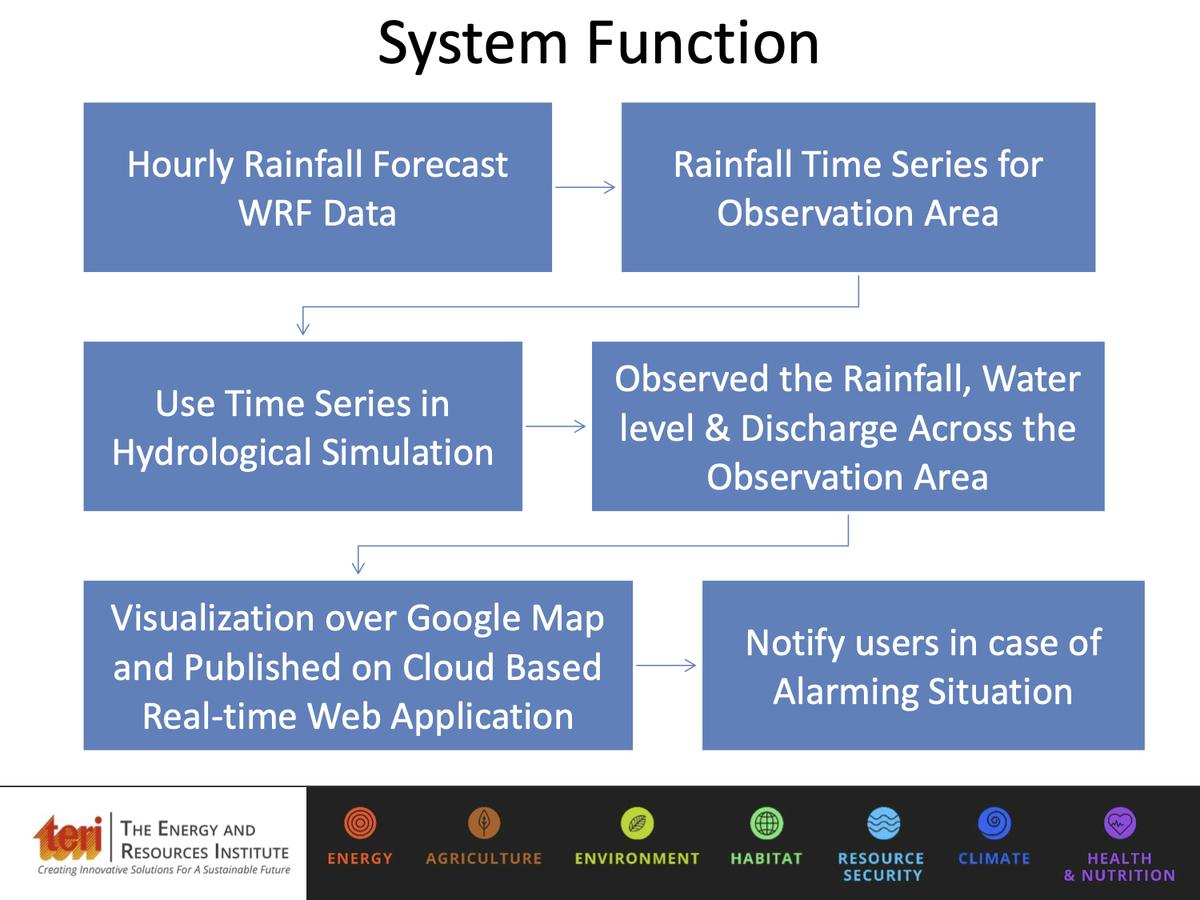 System Function
Hourly Rainfall Forecast
WRF Data
Rainfall Time Series for
Observation Area
Use Time Series in
Hydrological Simulation
Observed the Rainfall, Water
level & Discharge Across the
Observation Area
Visualization over Google Map
and Published on Cloud Based
Real-time Web Application
Notify users in case of
Alarming Situation
teri
THE ENERGY AND
RESOURCES INSTITUTE
Creating Innovative Solutions For A Sustainable Future
ENERGY
AGRICULTURE
ENVIRONMENT
HABITAT
RESOURCE
SECURITY
CLIMATE
HEALTH
& NUTRITION